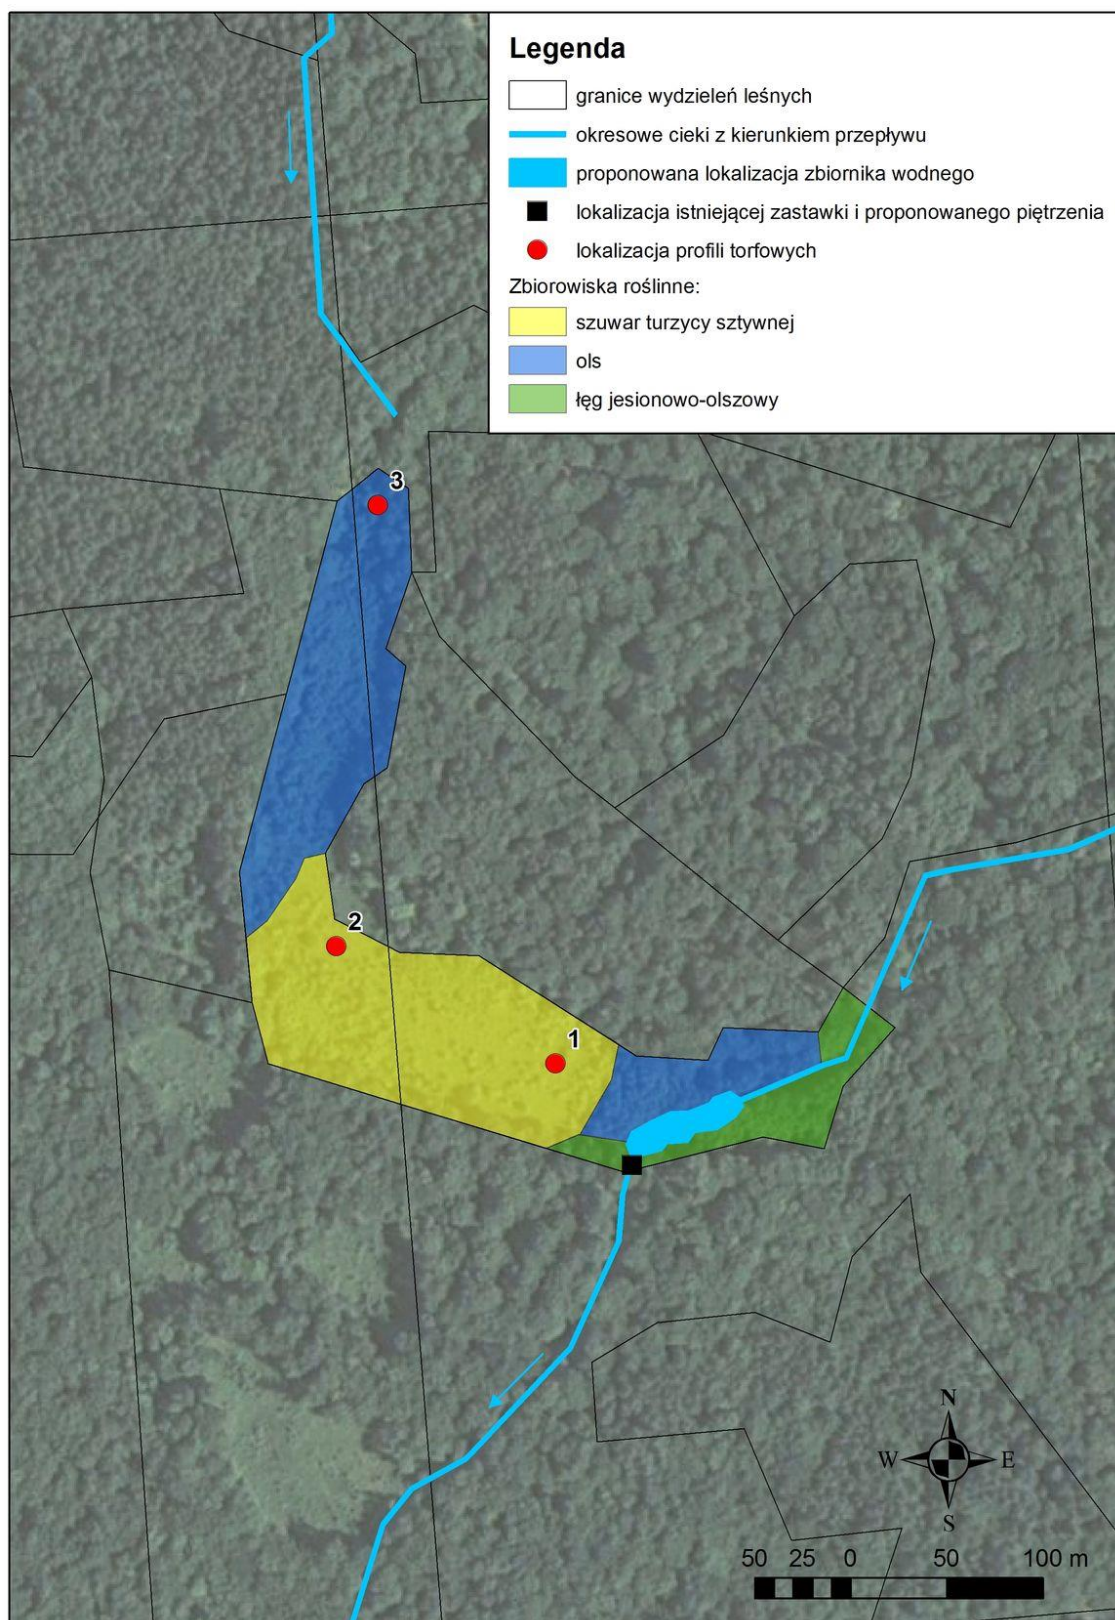 Legenda
granice wydzieleń leśnych
okresowe cieki z kierunkiem przepływu
proponowana lokalizacja zbiornika wodnego
lokalizacja istniejącej zastawki i proponowanego piętrzenia
lokalizacja profili torfowych
Zbiorowiska roślinne:
szuwar turzycy sztywnej
ols
łęg jesionowo-olszowy
3
2
1
N
W E
S
50 25 0 50 100 m